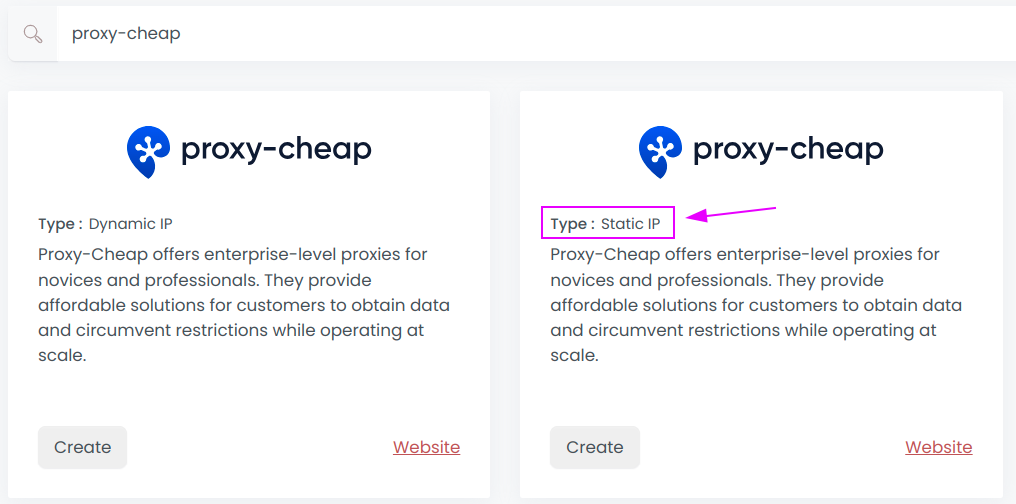 proxy-cheap
proxy-cheap
Type : Dynamic IP
Proxy-Cheap offers enterprise-level proxies for
novices and professionals. They provide
affordable solutions for customers to obtain data
and circumvent restrictions while operating at
scale.
Create
Website
proxy-cheap
Type : Static IP
Proxy-Cheap offers enterprise-level proxies for
novices and professionals. They provide
affordable solutions for customers to obtain data
and circumvent restrictions while operating at
scale.
Create
Website